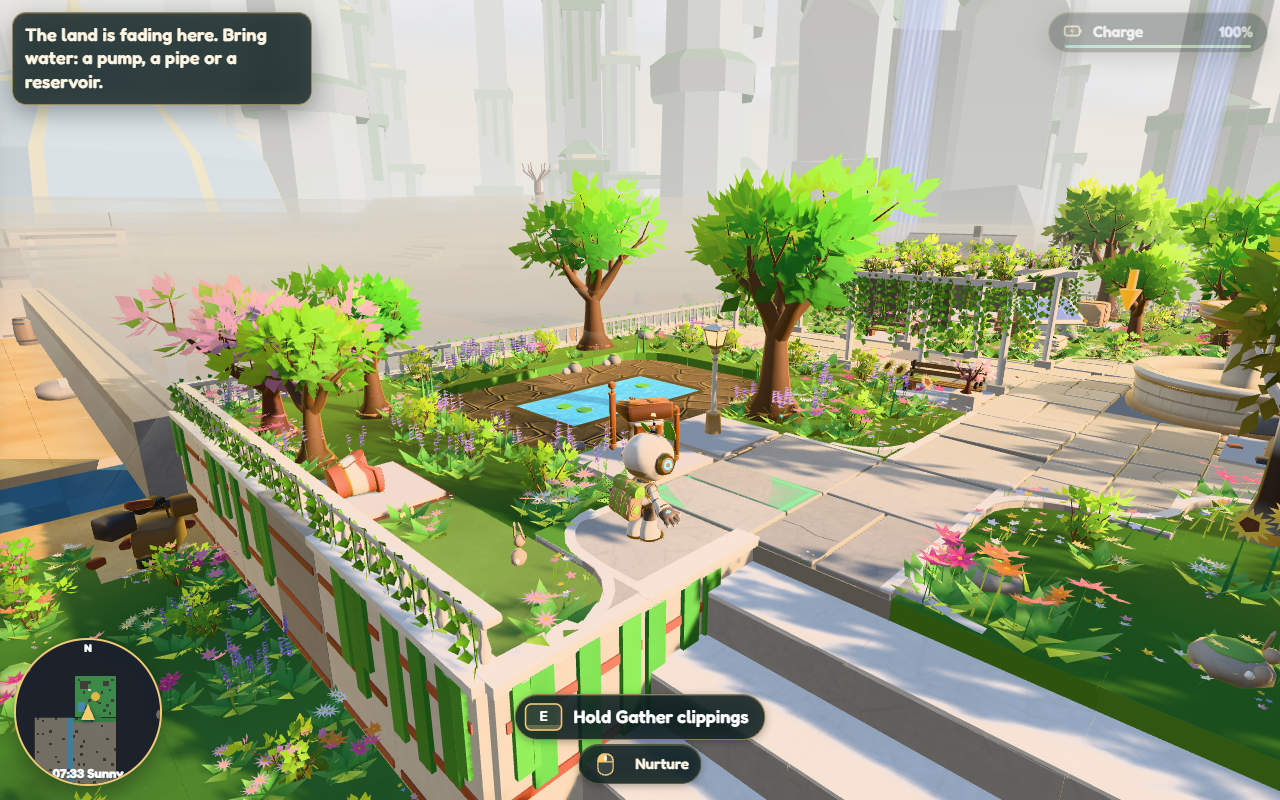 The land is fading here. Bring
water: a pump, a pipe or a
reservoir.
Charge 100%
N
07:33 Sunny
E Hold Gather clippings
Nurture